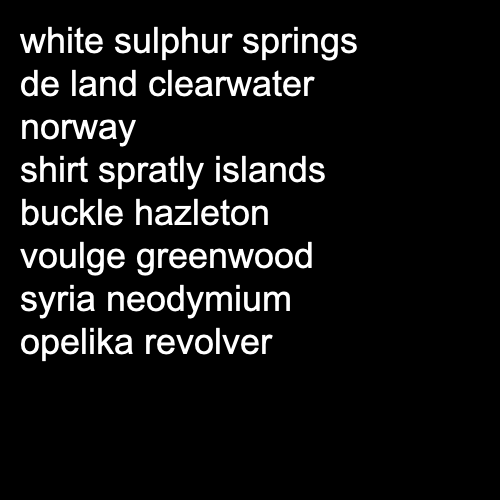 white sulphur springs
de land clearwater
norway
shirt spratly islands
buckle hazleton
voulge greenwood
syria neodymium
opelika revolver